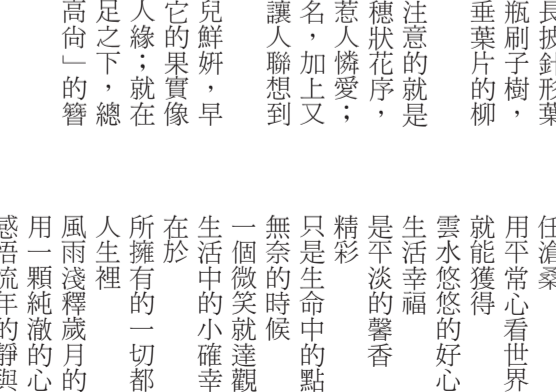 長披針形葉
瓶刷子樹，
垂葉片的柳
注意的就是
穗狀花序，
惹人憐愛；
名，加上又
讓人聯想到
兒鮮妍，早
它的果實像
人緣；就在
足之下，總
高尚」的簪
任滄桑
用平常心看世界
就能獲得
雲水悠悠的好心
生活幸福
是平淡的馨香
精彩
只是生命中的點
無奈的時候
一個微笑就達觀
生活中的小確幸
在於
所擁有的一切都
人生裡
風雨淺釋歲月的
用一顆純澈的心
感悟流年的靜與